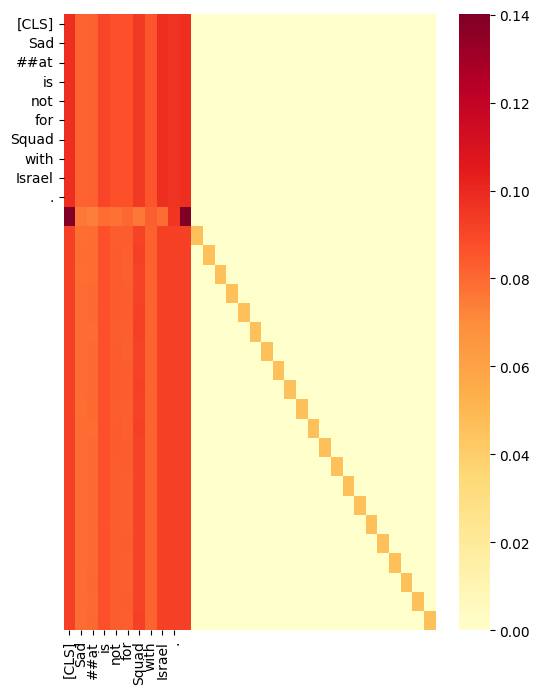 [CLS]
Sad
##at
is
not
for
Squad
with
Israel
.
0.14
0.12
0.10
0.08
0.06
0.04
0.02
0.00
[CLS]
Sad
##at
is
not
for
Squad
with
Israel
.